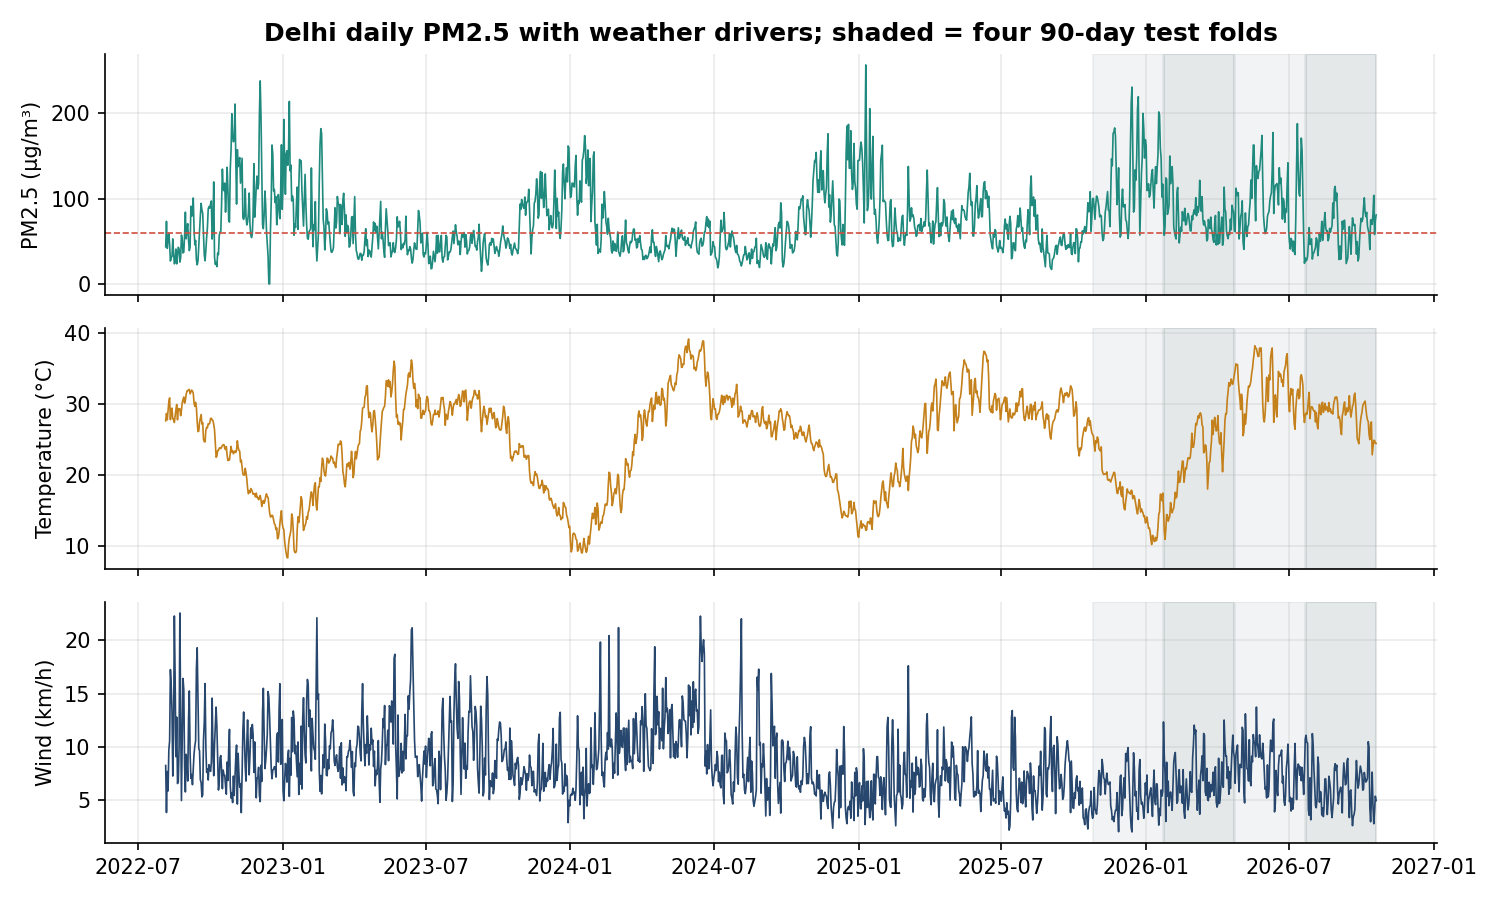 Delhi daily PM2.5 with weather drivers; shaded = four 90-day test folds
PM2.5 (µg/m³)
200
100
0
Temperature (°C)
40
30
20
10
Wind (km/h)
20
15
10
5
2022-07 2023-01 2023-07 2024-01 2024-07 2025-01 2025-07 2026-01 2026-07 2027-01